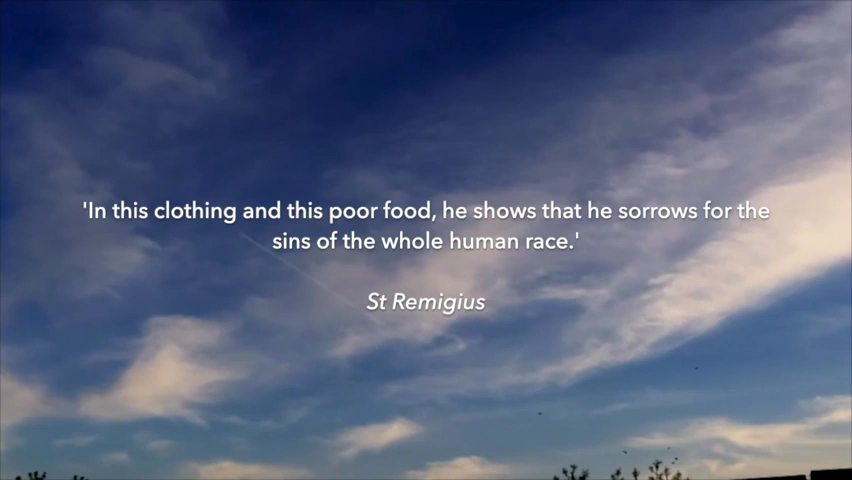 'In this clothing and this poor food, he shows that he sorrows for the
sins of the whole human race.'
St Remigius